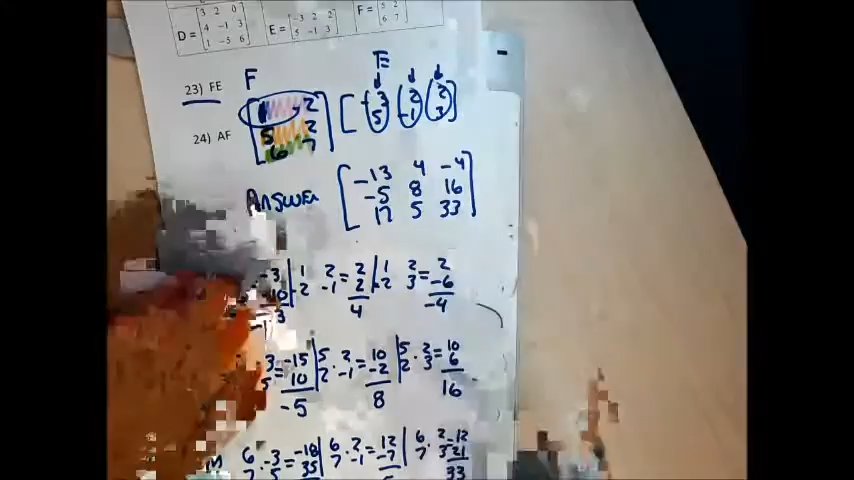 3 2 0
D = 4 -1 3
1 -5 6
E = -3 2 2
5 -1 3
F = 5 2
6 7
23) FE
F
E
-2
5 2
6 7
-3 2 2
5 -1 3
24) AF
Answer
-13 4 -4
-5 8 16
17 5 33
-3 | 1 2 = 2 | 1 2 = 2
10 | -2 -1 2 | -2 3 -6
3 4 -4
3 = -15 | 5 · 2 = 10 | 5 · 2 = 10
5 10 | 2 -1 -2 | 2 3 6
-5 8 16
6 · -3 = -18 | 6 · 2 = 12 | 6 · 2 12
7 5 35 | 7 -1 -7 | 7 3 21
33